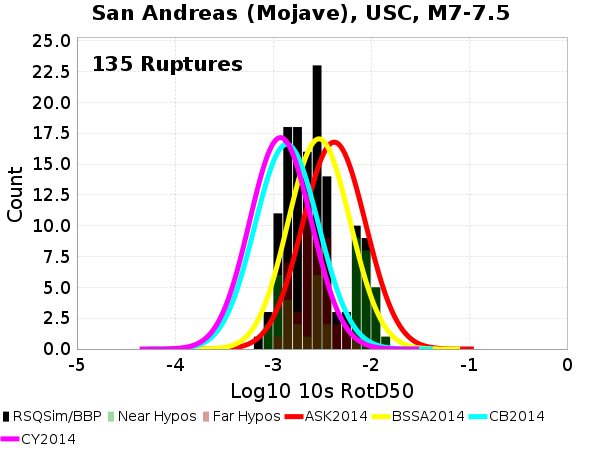 San Andreas (Mojave), USC, M7-7.5
135 Ruptures
Count
25.0
22.5
20.0
17.5
15.0
12.5
10.0
7.5
5.0
2.5
0.0
-5 -4 -3 -2 -1 0
Log10 10s RotD50
RSQSim/BBP Near Hypos Far Hypos ASK2014 BSSA2014 CB2014
CY2014